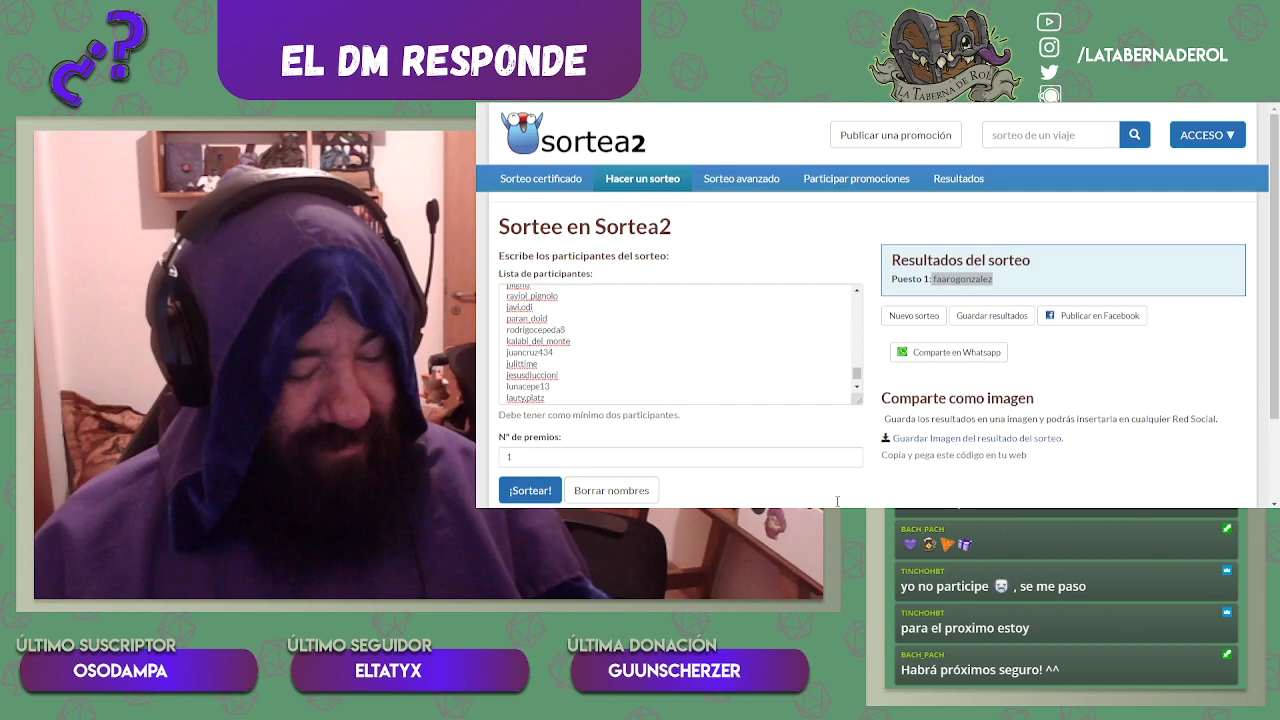 ¿?
EL DM RESPONDE
LA TABERNA DE ROL
/LATABERNADEROL
sortea2
Publicar una promoción
sorteo de un viaje
ACCESO ▼
Sorteo certificado
Hacer un sorteo
Sorteo avanzado
Participar promociones
Resultados
Sortee en Sortea2
Escribe los participantes del sorteo:
Lista de participantes:
raviol_pignolo
javi.odi
paran_doid
rodrigocepeda8
kalabi_del_monte
juancruz434
julittime
jesusdluccioni
lunacepe13
lauty.platz
Debe tener como mínimo dos participantes.
Nº de premios:
1
¡Sortear!
Borrar nombres
Resultados del sorteo
Puesto 1: faarogonzalez
Nuevo sorteo
Guardar resultados
Publicar en Facebook
Comparte en Whatsapp
Comparte como imagen
Guarda los resultados en una imagen y podrás insertarla en cualquier Red Social.
Guardar Imagen del resultado del sorteo.
Copia y pega este código en tu web
BACH_PACH
TINCHOHBT
yo no participe , se me paso
TINCHOHBT
para el proximo estoy
BACH_PACH
Habrá próximos seguro! ^^
ÚLTIMO SUSCRIPTOR
OSODAMPA
ÚLTIMO SEGUIDOR
ELTATYX
ÚLTIMA DONACIÓN
GUUNSCHERZER